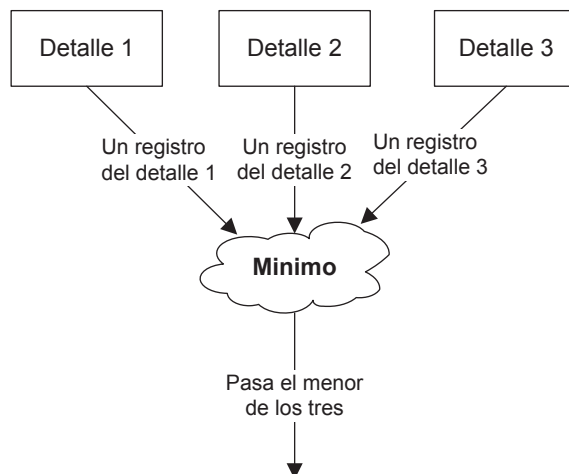 Detalle 1
Detalle 2
Detalle 3
Un registro
del detalle 1
Un registro
del detalle 2
Un registro
del detalle 3
Minimo
Pasa el menor
de los tres